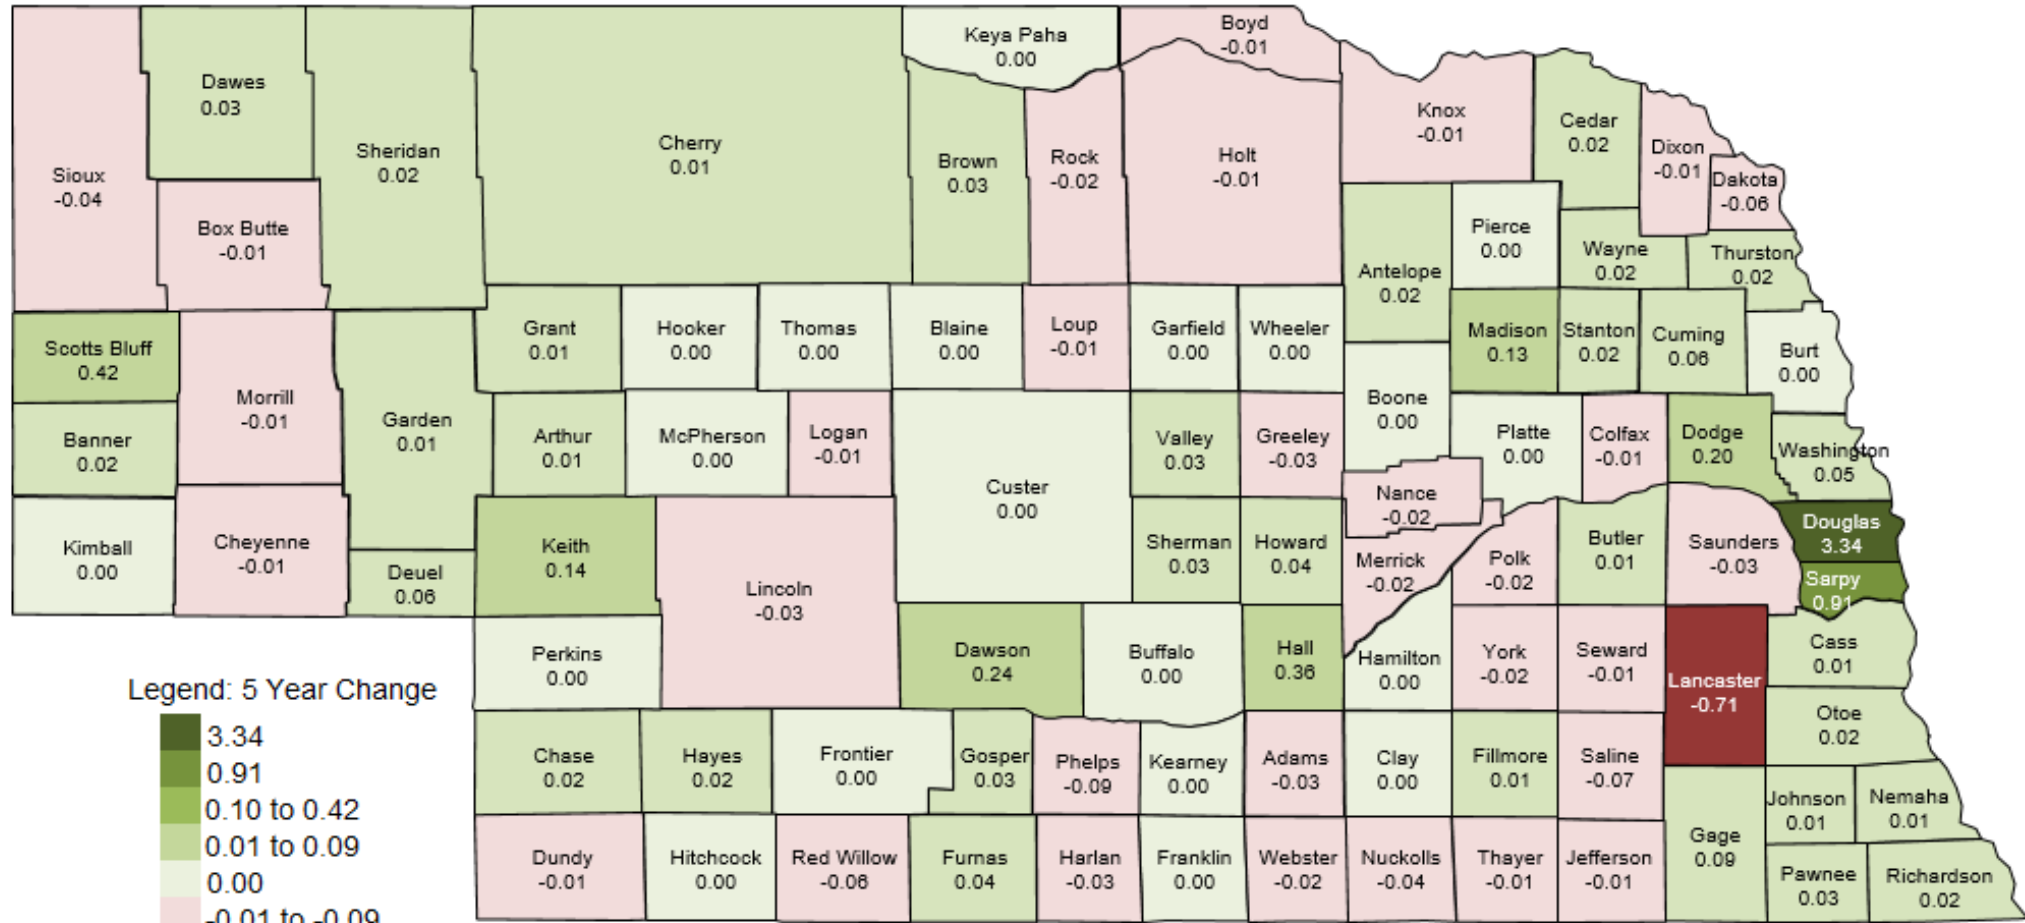 Boyd
-0.01
Keya Paha
0.00
Dawes
0.03
Knox
-0.01
Cedar
0.02
Sheridan
0.02
Cherry
0.01
Brown
0.03
Rock
-0.02
Holt
-0.01
Dixon
-0.01
Dakota
-0.06
Sioux
-0.04
Box Butte
-0.01
Pierce
0.00
Wayne
0.02
Thurston
0.02
Antelope
0.02
Grant
0.01
Hooker
0.00
Thomas
0.00
Blaine
0.00
Loup
-0.01
Garfield
0.00
Wheeler
0.00
Madison
0.13
Stanton
0.02
Cuming
0.06
Burt
0.00
Scotts Bluff
0.42
Morrill
-0.01
Garden
0.01
Boone
0.00
Banner
0.02
Arthur
0.01
McPherson
0.00
Logan
-0.01
Valley
0.03
Greeley
-0.03
Platte
0.00
Colfax
-0.01
Dodge
0.20
Washington
0.05
Custer
0.00
Nance
-0.02
Kimball
0.00
Cheyenne
-0.01
Keith
0.14
Sherman
0.03
Howard
0.04
Merrick
-0.02
Polk
-0.02
Butler
0.01
Saunders
-0.03
Douglas
3.34
Sarpy
0.91
Deuel
0.06
Lincoln
-0.03
Perkins
0.00
Dawson
0.24
Buffalo
0.00
Hall
0.36
Hamilton
0.00
York
-0.02
Seward
-0.01
Lancaster
-0.71
Cass
0.01
Otoe
0.02
Chase
0.02
Hayes
0.02
Frontier
0.00
Gosper
0.03
Phelps
-0.09
Kearney
0.00
Adams
-0.03
Clay
0.00
Fillmore
0.01
Saline
-0.07
Johnson
0.01
Nemaha
0.01
Gage
0.09
Dundy
-0.01
Hitchcock
0.00
Red Willow
-0.06
Furnas
0.04
Harlan
-0.03
Franklin
0.00
Webster
-0.02
Nuckolls
-0.04
Thayer
-0.01
Jefferson
-0.01
Pawnee
0.03
Richardson
0.02
Legend: 5 Year Change
3.34
0.91
0.10 to 0.42
0.01 to 0.09
0.00
-0.01 to -0.09